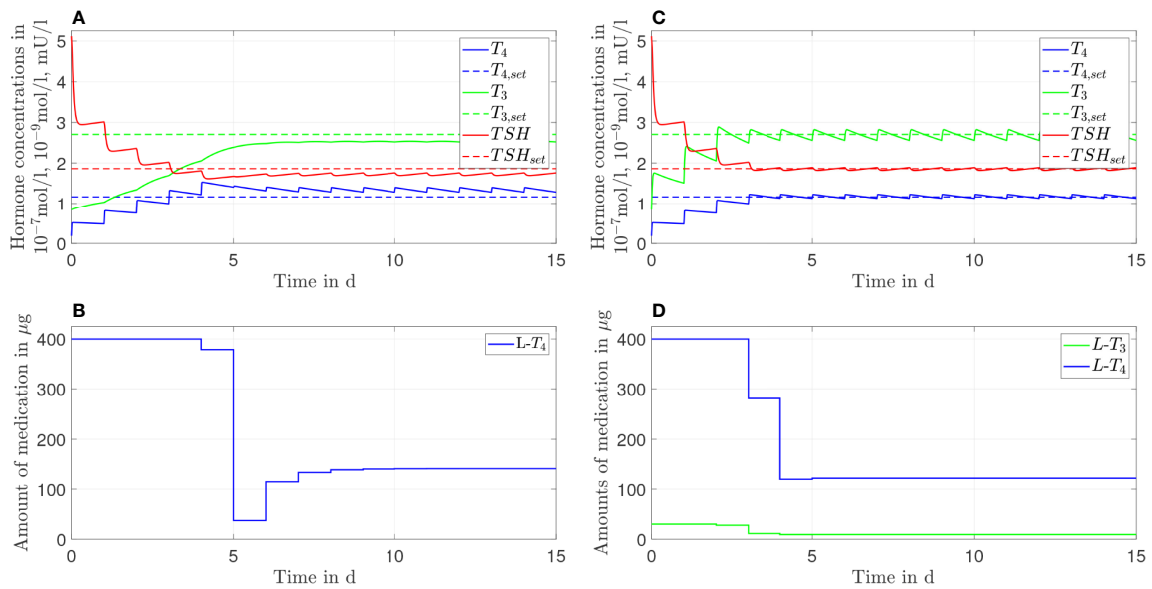 A
Hormone concentrations in
10⁻⁷mol/l, 10⁻⁹mol/l, mU/l
5
4
3
2
1
0
T₄
T₄,set
T₃
T₃,set
TSH
TSHset
0 5 10 15
Time in d
B
Amount of medication in µg
400
300
200
100
0
L-T₄
0 5 10 15
Time in d
C
Hormone concentrations in
10⁻⁷mol/l, 10⁻⁹mol/l, mU/l
5
4
3
2
1
0
T₄
T₄,set
T₃
T₃,set
TSH
TSHset
0 5 10 15
Time in d
D
Amounts of medication in µg
400
300
200
100
0
L-T₃
L-T₄
0 5 10 15
Time in d